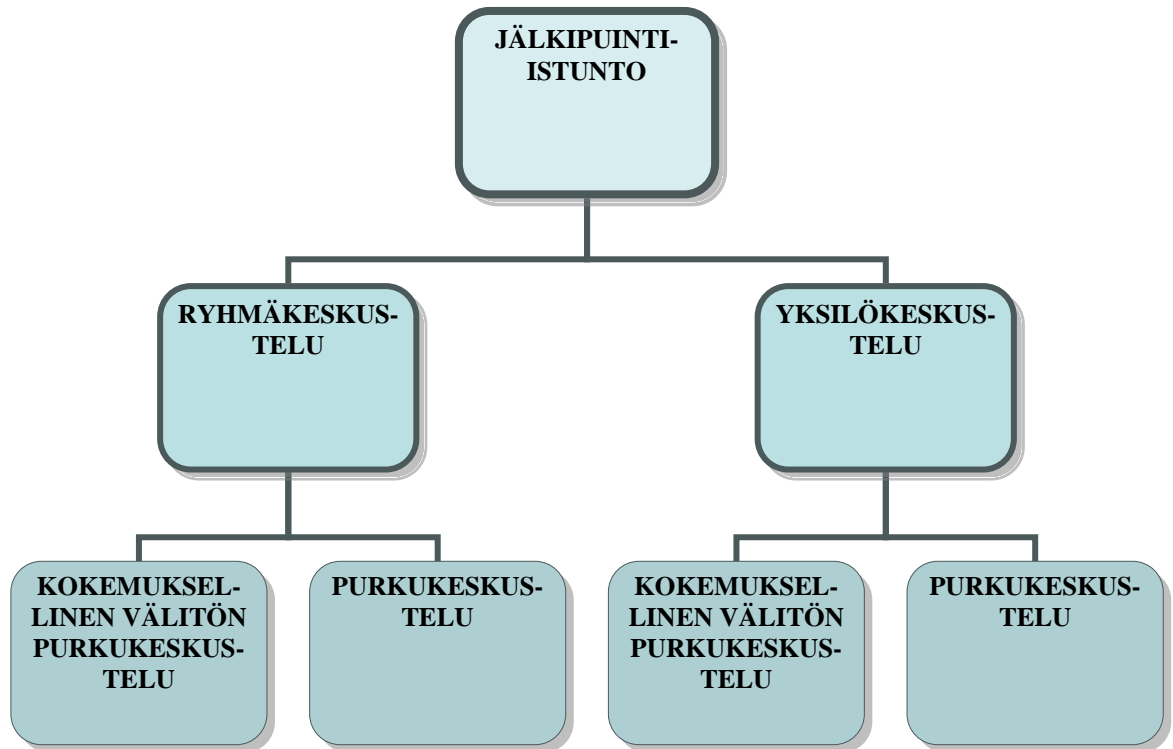 JÄLKIPUINTI-
ISTUNTO
RYHMÄKESKUS-
TELU
YKSILÖKESKUS-
TELU
KOKEMUKSEL-
LINEN VÄLITÖN
PURKUKESKUS-
TELU
PURKUKESKUS-
TELU
KOKEMUKSEL-
LINEN VÄLITÖN
PURKUKESKUS-
TELU
PURKUKESKUS-
TELU